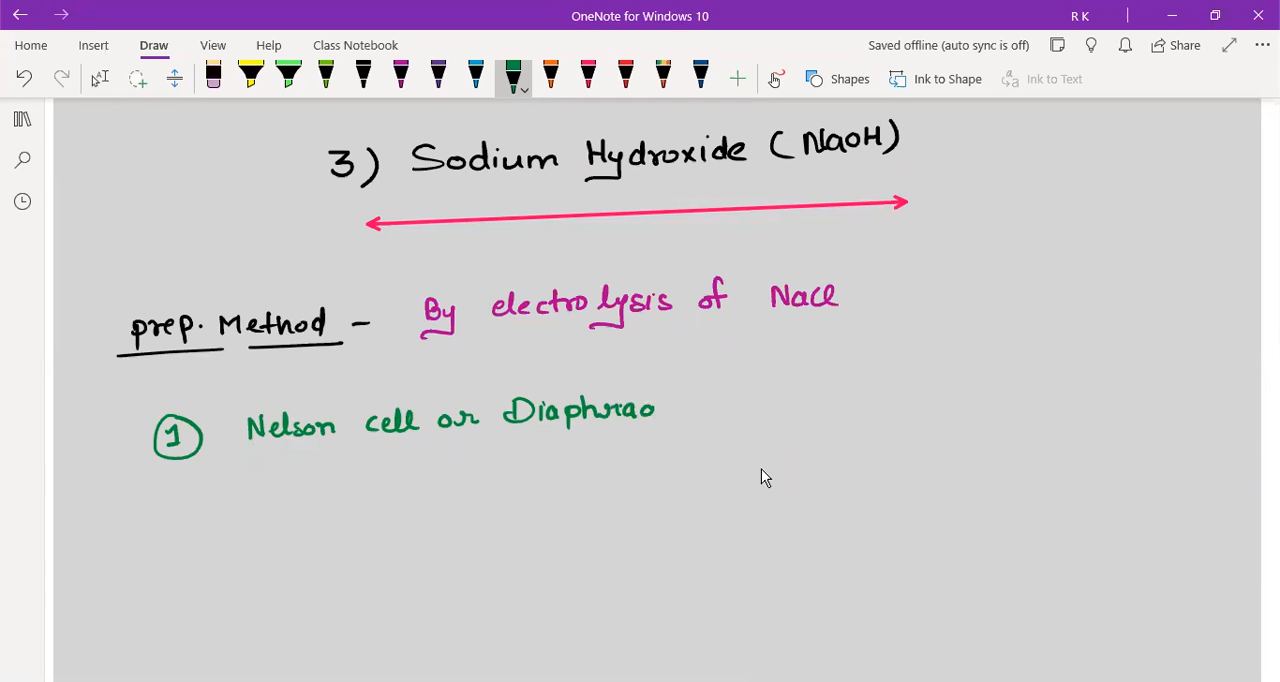 OneNote for Windows 10
R K
Home Insert Draw View Help Class Notebook
Saved offline (auto sync is off) Share
Shapes Ink to Shape Ink to Text
3) Sodium Hydroxide (NaOH)
prep. Method - By electrolysis of NaCl
1 Nelson cell or Diaphrao